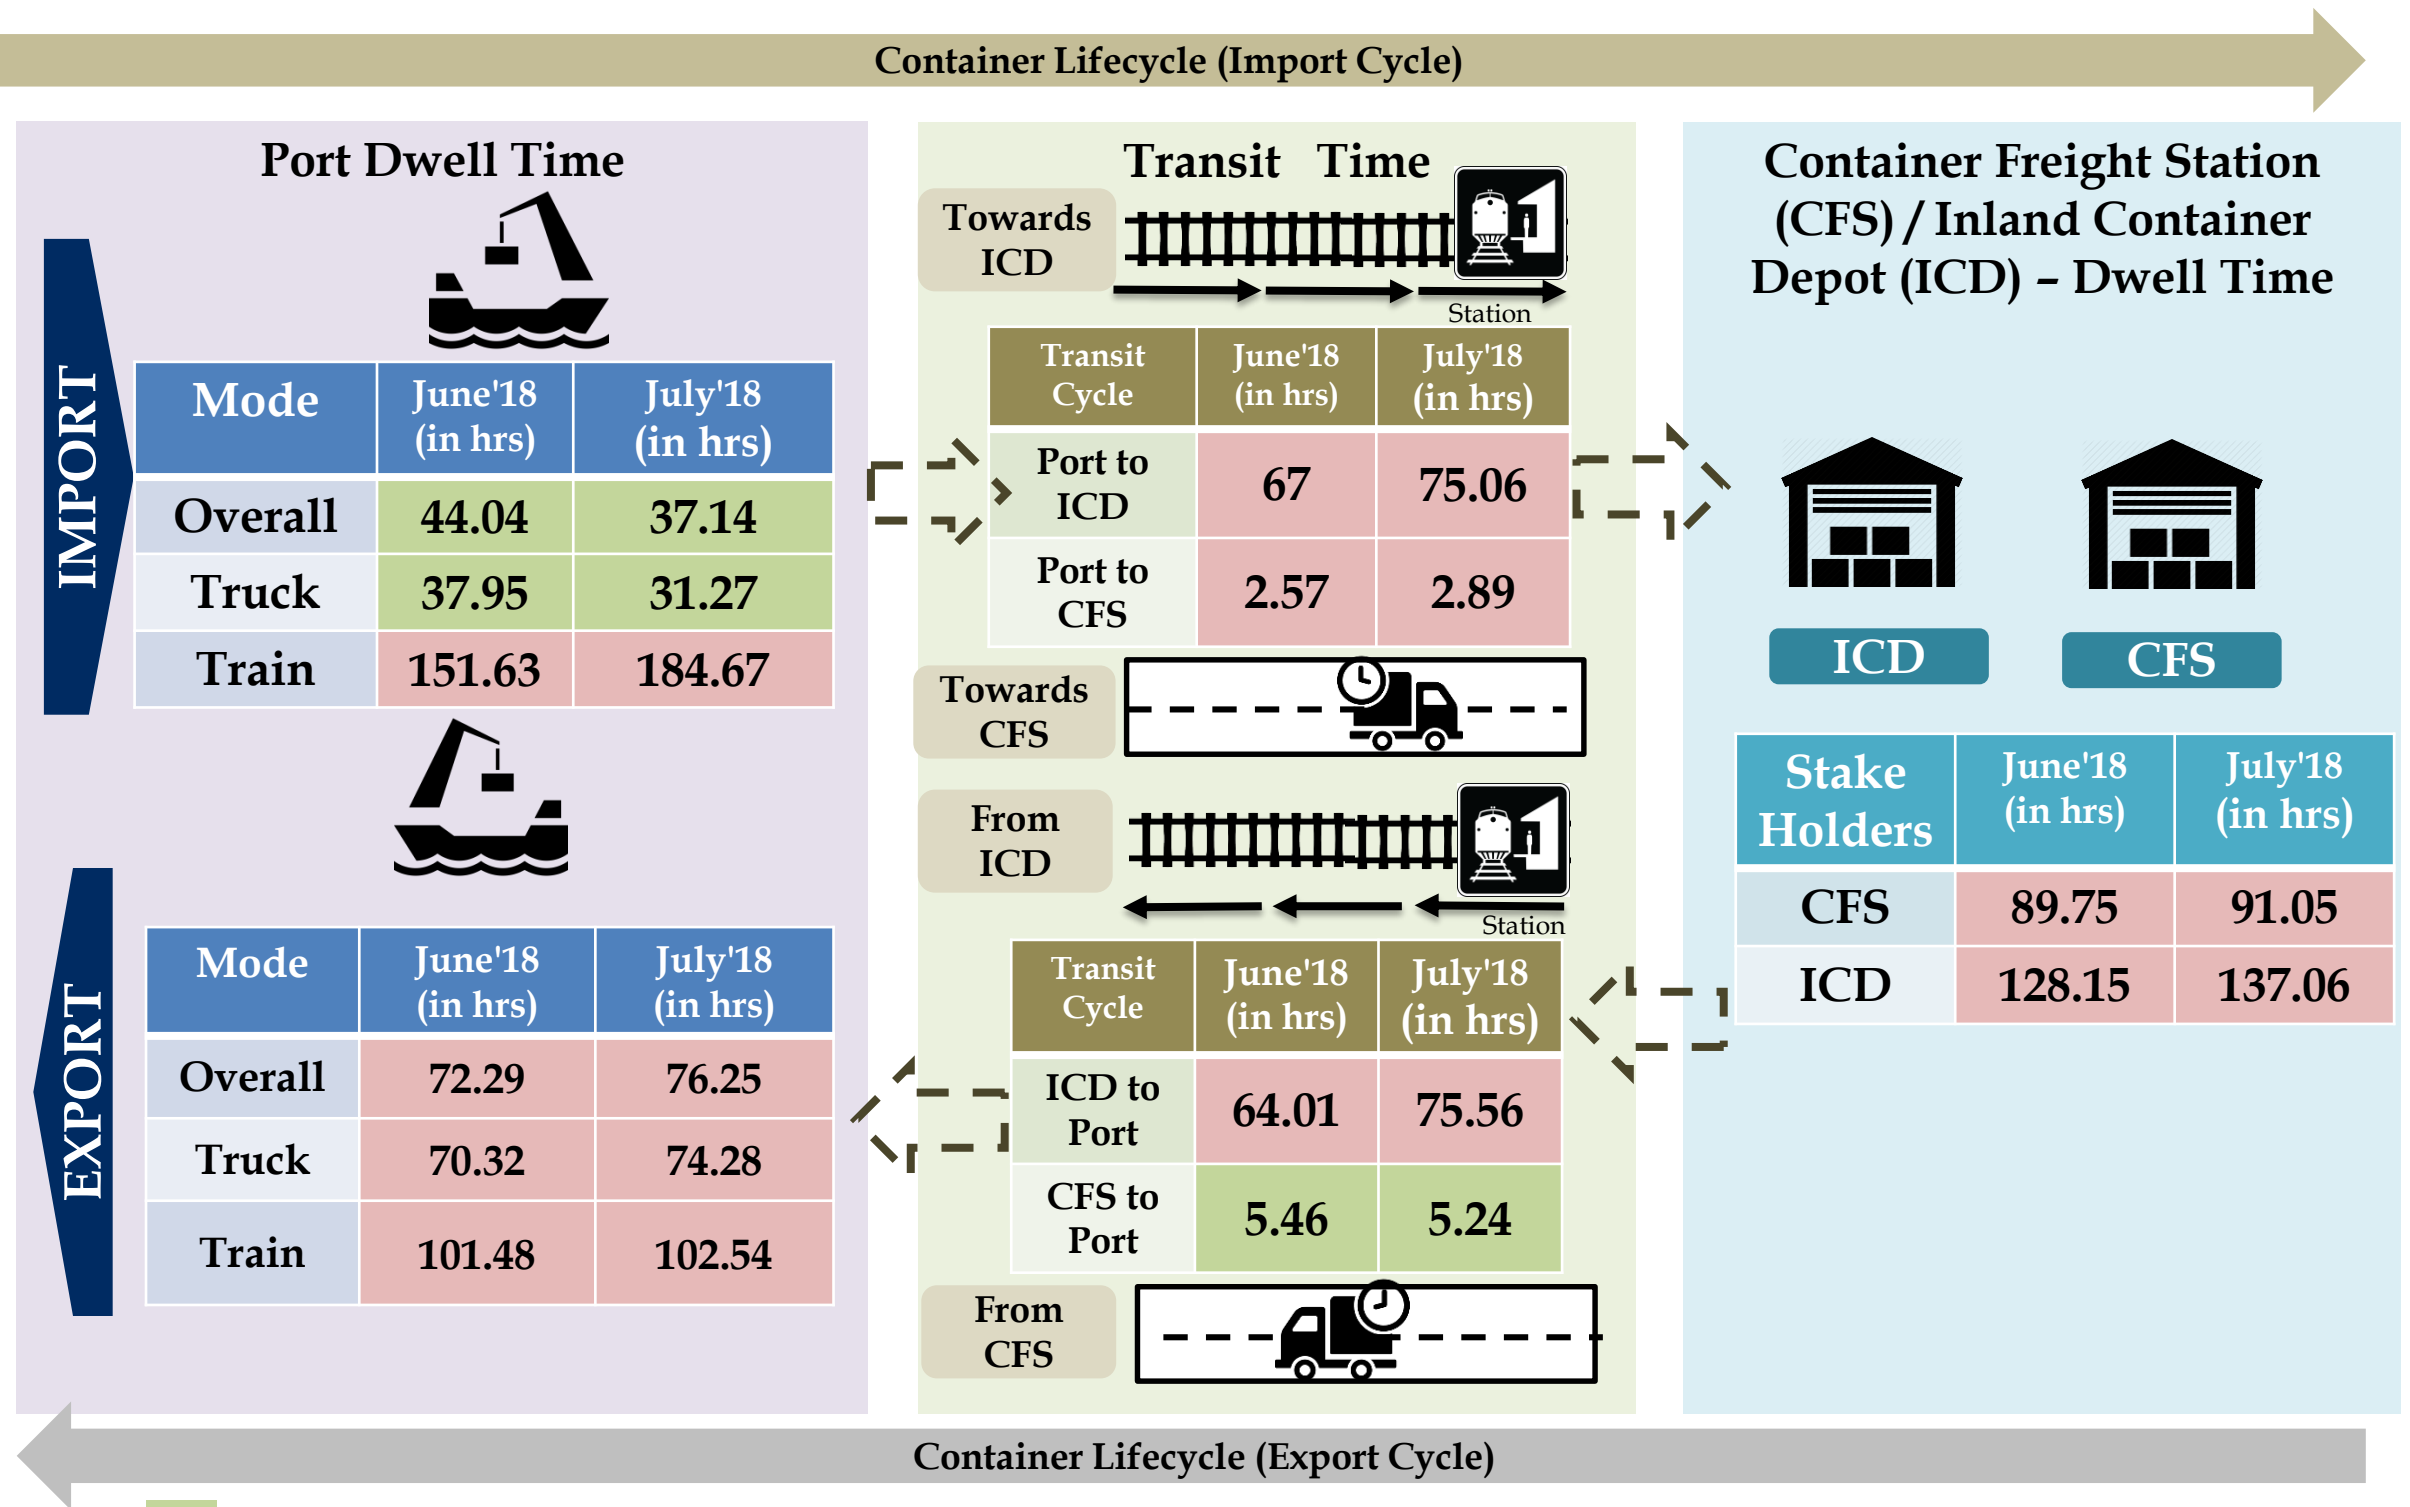 Container Lifecycle (Import Cycle)
Port Dwell Time
IMPORT
Mode June'18 (in hrs) July'18 (in hrs)
Overall 44.04 37.14
Truck 37.95 31.27
Train 151.63 184.67
EXPORT
Mode June'18 (in hrs) July'18 (in hrs)
Overall 72.29 76.25
Truck 70.32 74.28
Train 101.48 102.54
Transit Time
Towards
ICD
Station
Transit Cycle June'18 (in hrs) July'18 (in hrs)
Port to ICD 67 75.06
Port to CFS 2.57 2.89
Towards
CFS
From
ICD
Station
Transit Cycle June'18 (in hrs) July'18 (in hrs)
ICD to Port 64.01 75.56
CFS to Port 5.46 5.24
From
CFS
Container Freight Station
(CFS) / Inland Container
Depot (ICD) – Dwell Time
ICD CFS
Stake Holders June'18 (in hrs) July'18 (in hrs)
CFS 89.75 91.05
ICD 128.15 137.06
Container Lifecycle (Export Cycle)